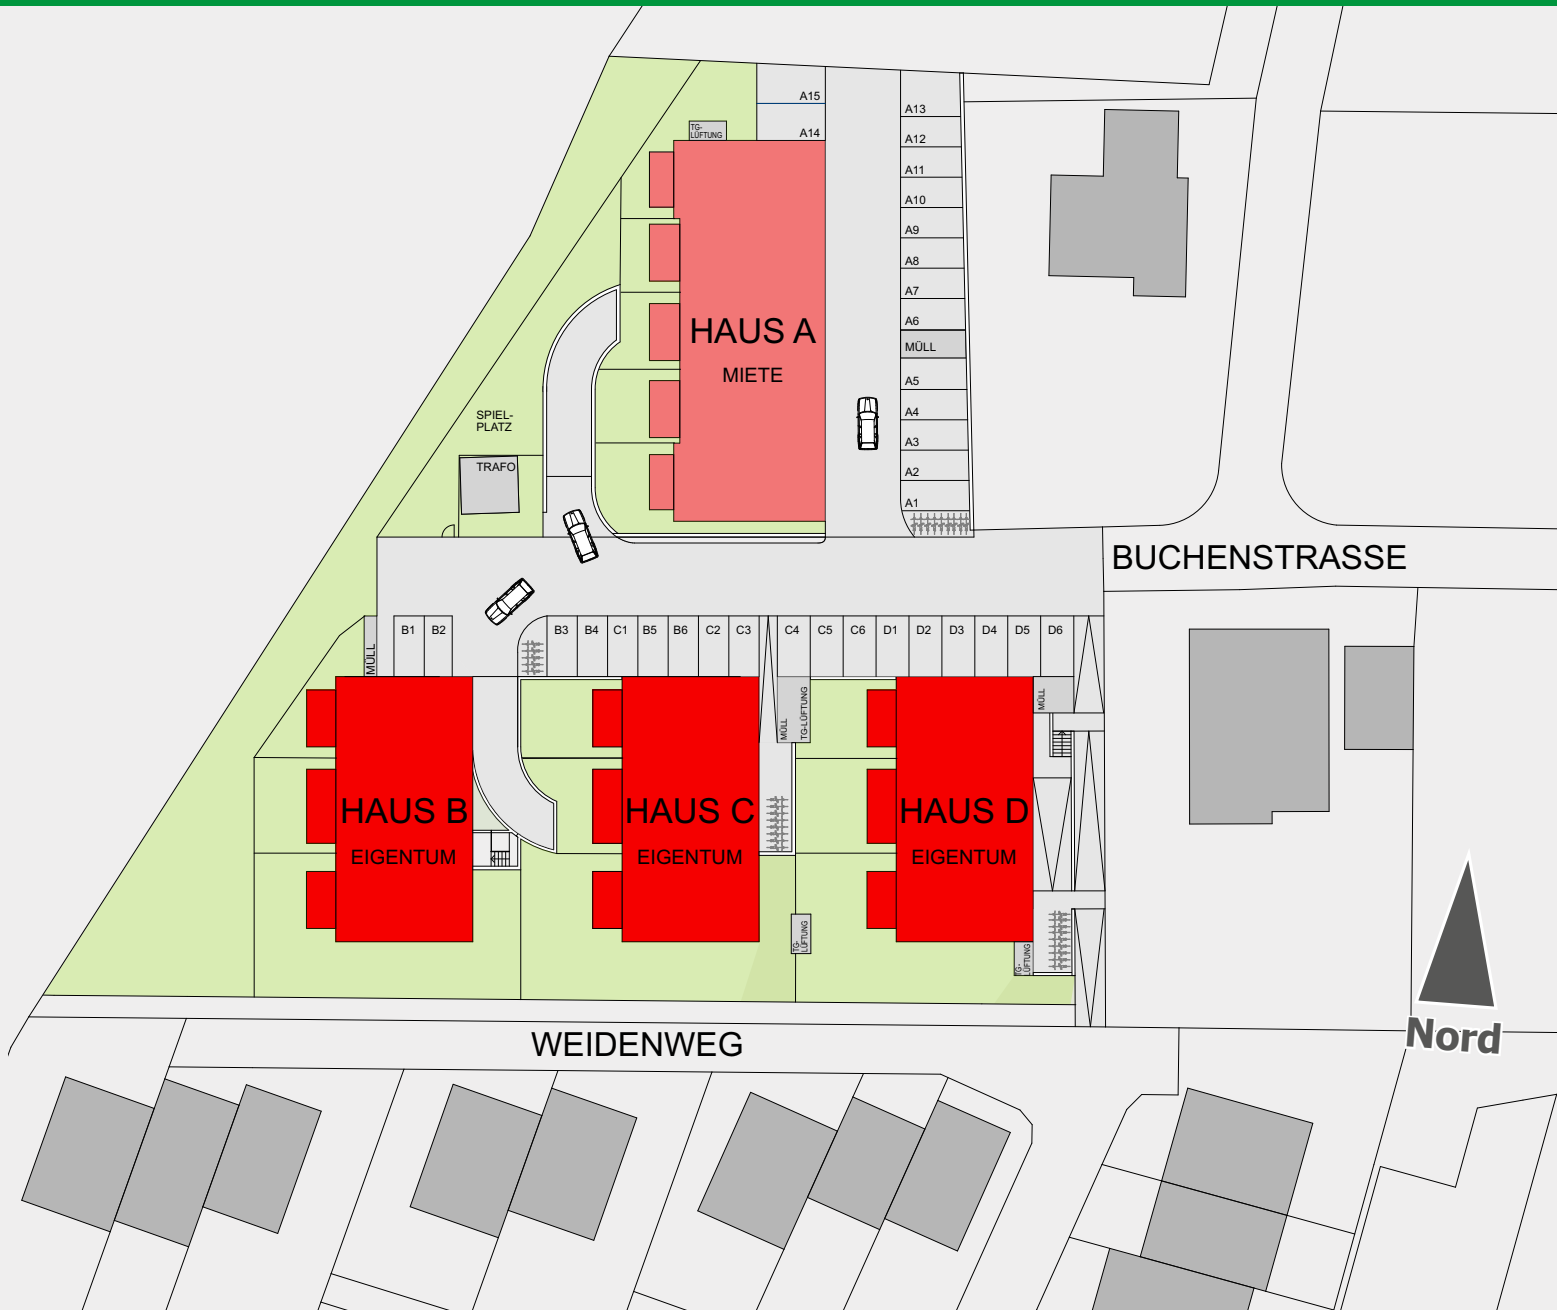 A15
A14
A13
A12
A11
A10
A9
A8
A7
A6
MÜLL
A5
A4
A3
A2
A1
TG-
LÜFTUNG
HAUS A
MIETE
SPIEL-
PLATZ
TRAFO
BUCHENSTRASSE
MÜLL
B1
B2
B3
B4
C1
B5
B6
C2
C3
C4
C5
C6
D1
D2
D3
D4
D5
D6
MÜLL
TG-LÜFTUNG
MÜLL
HAUS B
EIGENTUM
HAUS C
EIGENTUM
HAUS D
EIGENTUM
TG-
LÜFTUNG
TG-
LÜFTUNG
WEIDENWEG
Nord